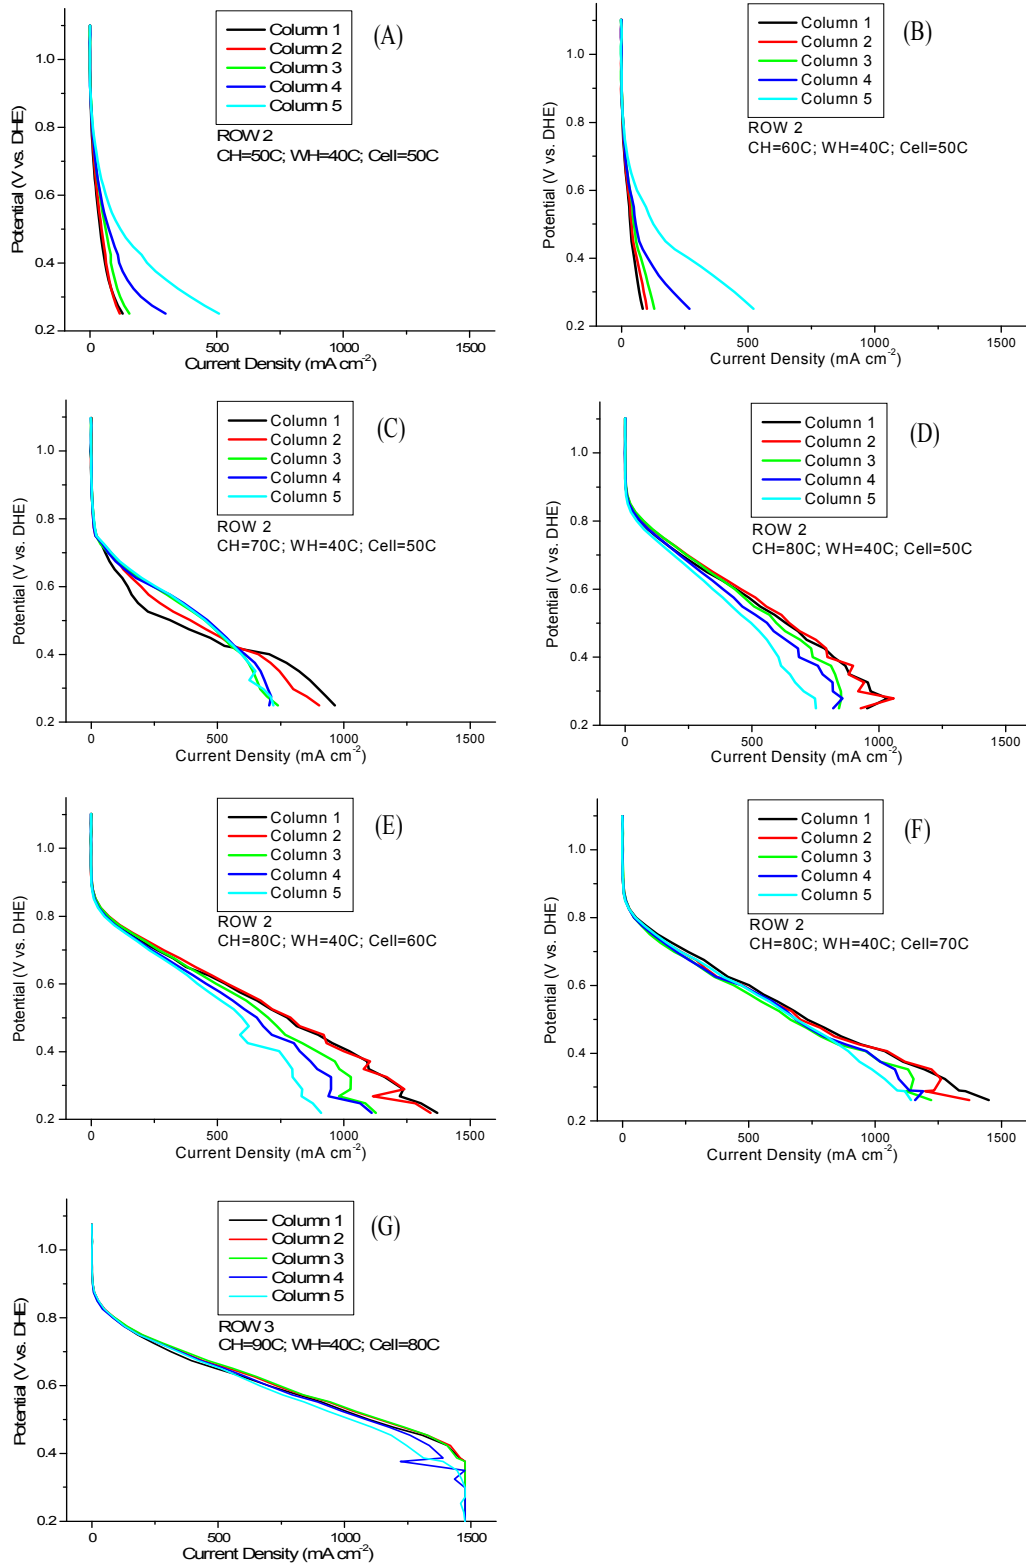 Column 1
Column 2
Column 3
Column 4
Column 5
(A)
ROW 2
CH=50C; WH=40C; Cell=50C
Potential (V vs. DHE)
1.0
0.8
0.6
0.4
0.2
0
500
1000
1500
Current Density (mA cm-2)
Column 1
Column 2
Column 3
Column 4
Column 5
(B)
ROW 2
CH=60C; WH=40C; Cell=50C
Potential (V vs. DHE)
1.0
0.8
0.6
0.4
0.2
0
500
1000
1500
Current Density (mA cm-2)
Column 1
Column 2
Column 3
Column 4
Column 5
(C)
ROW 2
CH=70C; WH=40C; Cell=50C
Potential (V vs. DHE)
1.0
0.8
0.6
0.4
0.2
0
500
1000
1500
Current Density (mA cm-2)
Column 1
Column 2
Column 3
Column 4
Column 5
(D)
ROW 2
CH=80C; WH=40C; Cell=50C
Potential (V vs. DHE)
1.0
0.8
0.6
0.4
0.2
0
500
1000
1500
Current Density (mA cm-2)
Column 1
Column 2
Column 3
Column 4
Column 5
(E)
ROW 2
CH=80C; WH=40C; Cell=60C
Potential (V vs. DHE)
1.0
0.8
0.6
0.4
0.2
0
500
1000
1500
Current Density (mA cm-2)
Column 1
Column 2
Column 3
Column 4
Column 5
(F)
ROW 2
CH=80C; WH=40C; Cell=70C
Potential (V vs. DHE)
1.0
0.8
0.6
0.4
0.2
0
500
1000
1500
Current Density (mA cm-2)
Column 1
Column 2
Column 3
Column 4
Column 5
(G)
ROW 3
CH=90C; WH=40C; Cell=80C
Potential (V vs. DHE)
1.0
0.8
0.6
0.4
0.2
0
500
1000
1500
Current Density (mA cm-2)